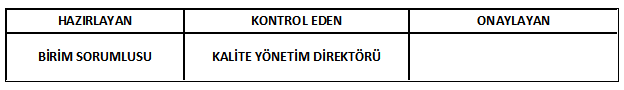 HAZIRLAYAN KONTROL EDEN ONAYLAYAN
BİRİM SORUMLUSU KALİTE YÖNETİM DİREKTÖRÜ